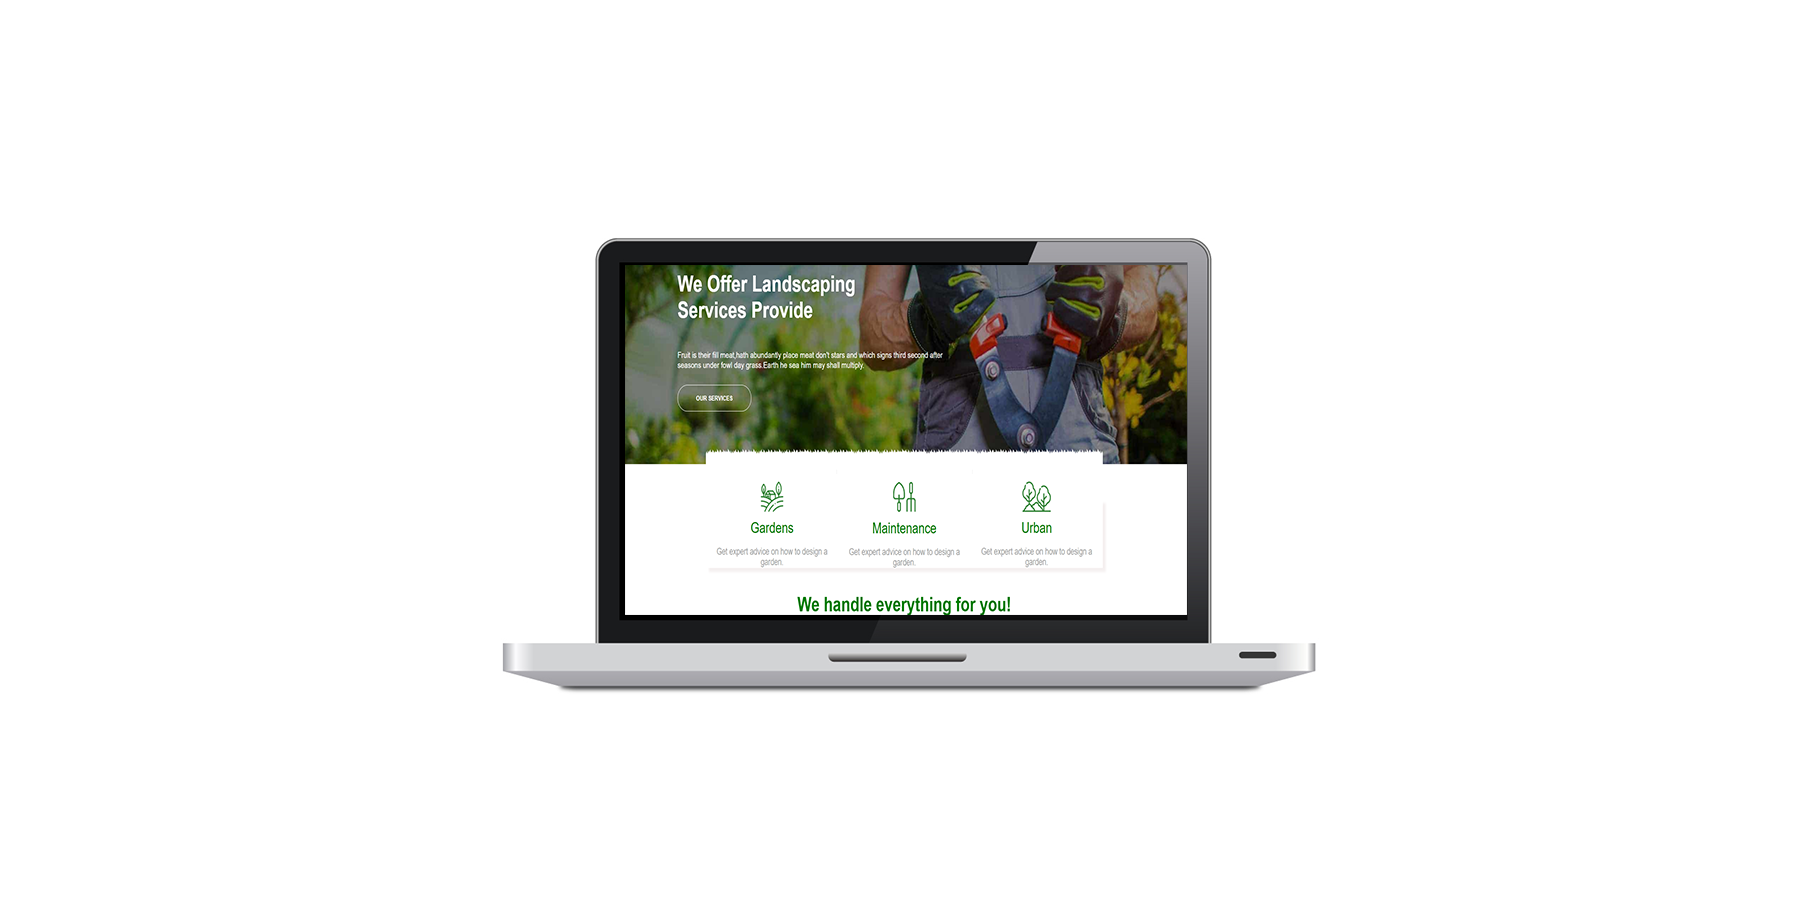 We Offer Landscaping
Services Provide
Fruit is their fill meat,hath abundantly place meat don't stars and which signs third second after
seasons under fowl day grass.Earth he sea him may shall multiply.
OUR SERVICES
Gardens
Maintenance
Urban
Get expert advice on how to design a
garden.
Get expert advice on how to design a
garden.
Get expert advice on how to design a
garden.
We handle everything for you!